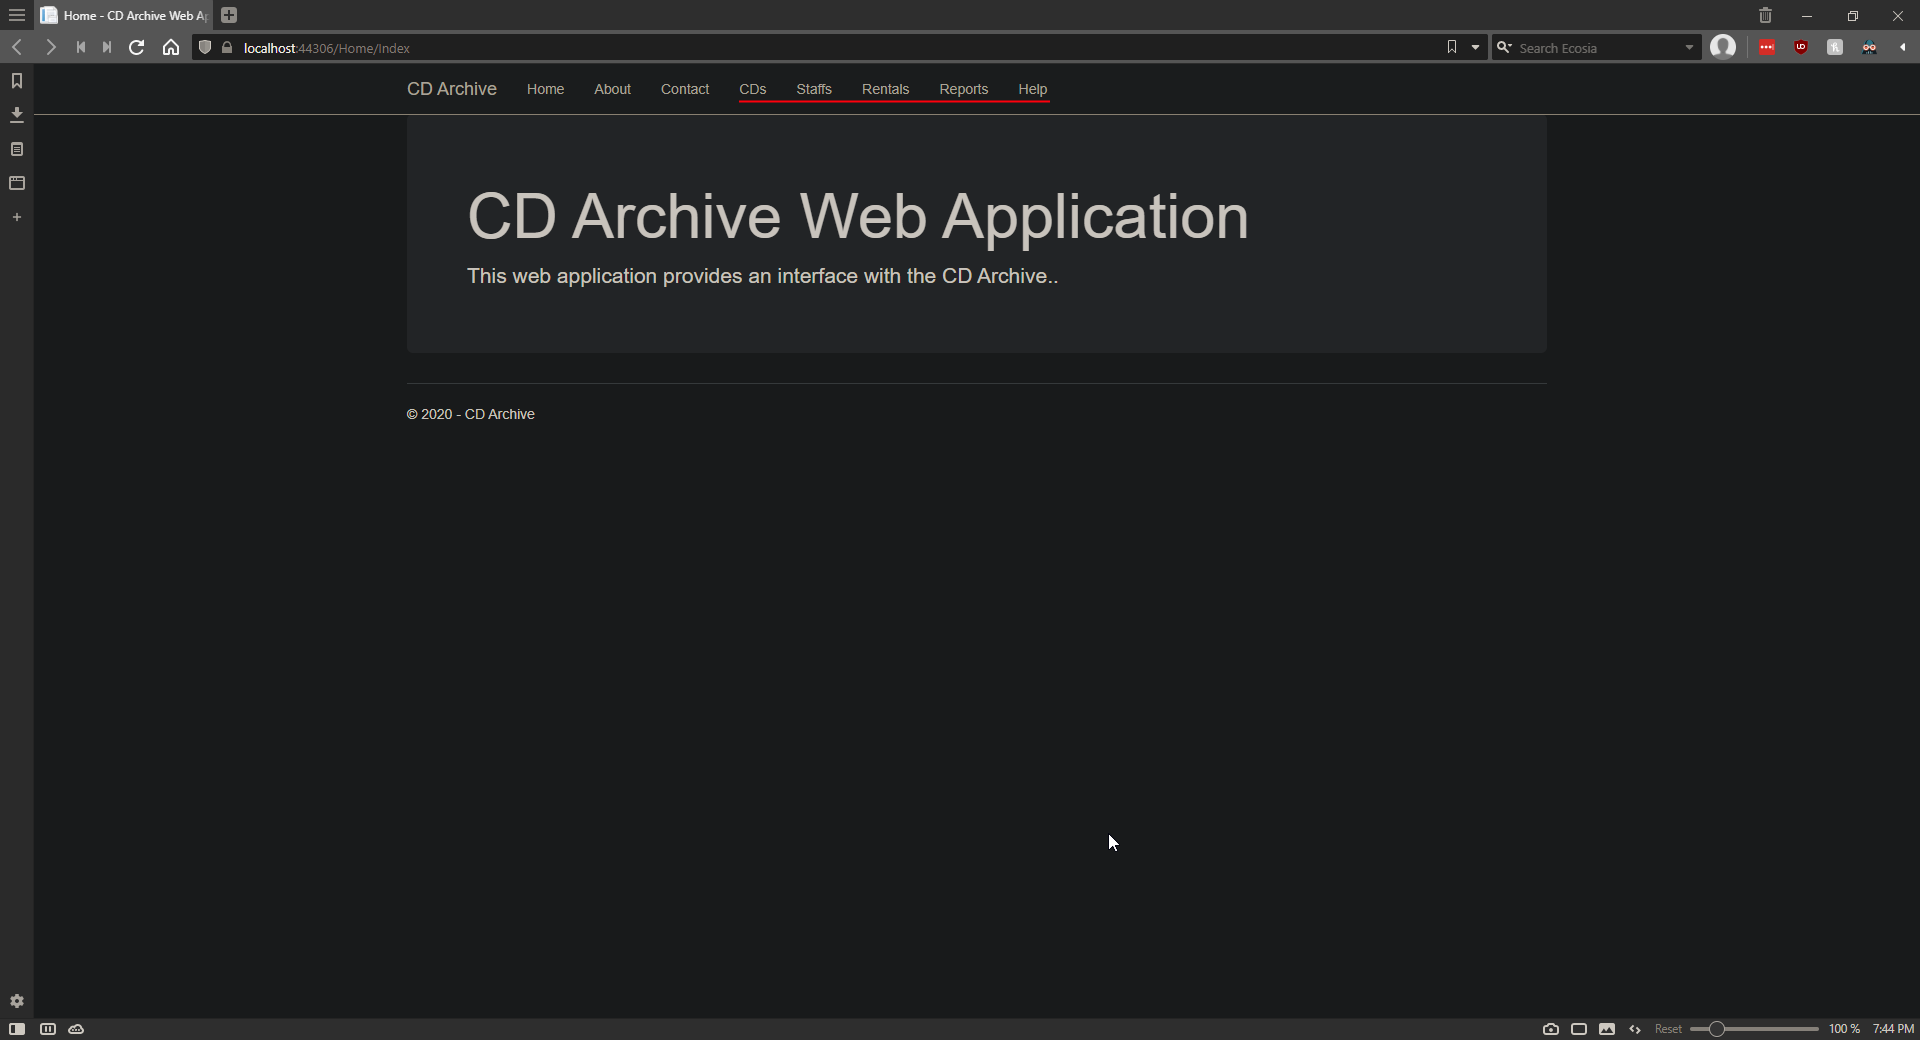 Home - CD Archive Web Ap
localhost:44306/Home/Index
Search Ecosia
CD Archive Home About Contact CDs Staffs Rentals Reports Help
CD Archive Web Application
This web application provides an interface with the CD Archive..
© 2020 - CD Archive
Reset 100 % 7:44 PM